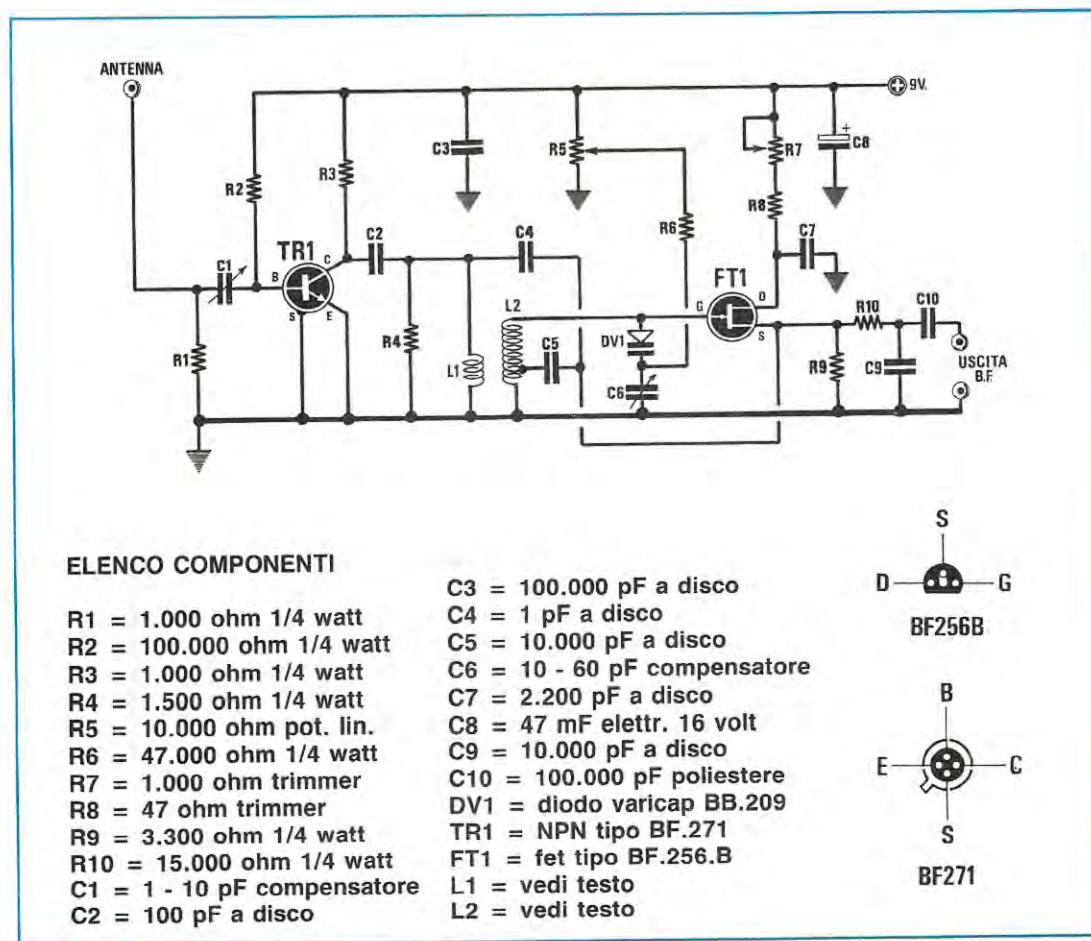 ANTENNA
9V.
R2
R3
C3
R5
R7
C8
+
R8
R6
C7
C1
B
TR1
C
S
E
C2
C4
FT1
G
D
S
R1
R4
L1
L2
C5
DV1
C6
R10
C10
R9
C9
USCITA
B.F.
ELENCO COMPONENTI
R1 = 1.000 ohm 1/4 watt
R2 = 100.000 ohm 1/4 watt
R3 = 1.000 ohm 1/4 watt
R4 = 1.500 ohm 1/4 watt
R5 = 10.000 ohm pot. lin.
R6 = 47.000 ohm 1/4 watt
R7 = 1.000 ohm trimmer
R8 = 47 ohm trimmer
R9 = 3.300 ohm 1/4 watt
R10 = 15.000 ohm 1/4 watt
C1 = 1 - 10 pF compensatore
C2 = 100 pF a disco
C3 = 100.000 pF a disco
C4 = 1 pF a disco
C5 = 10.000 pF a disco
C6 = 10 - 60 pF compensatore
C7 = 2.200 pF a disco
C8 = 47 mF elettr. 16 volt
C9 = 10.000 pF a disco
C10 = 100.000 pF poliestere
DV1 = diodo varicap BB.209
TR1 = NPN tipo BF.271
FT1 = fet tipo BF.256.B
L1 = vedi testo
L2 = vedi testo
S
D G
BF256B
B
E C
S
BF271